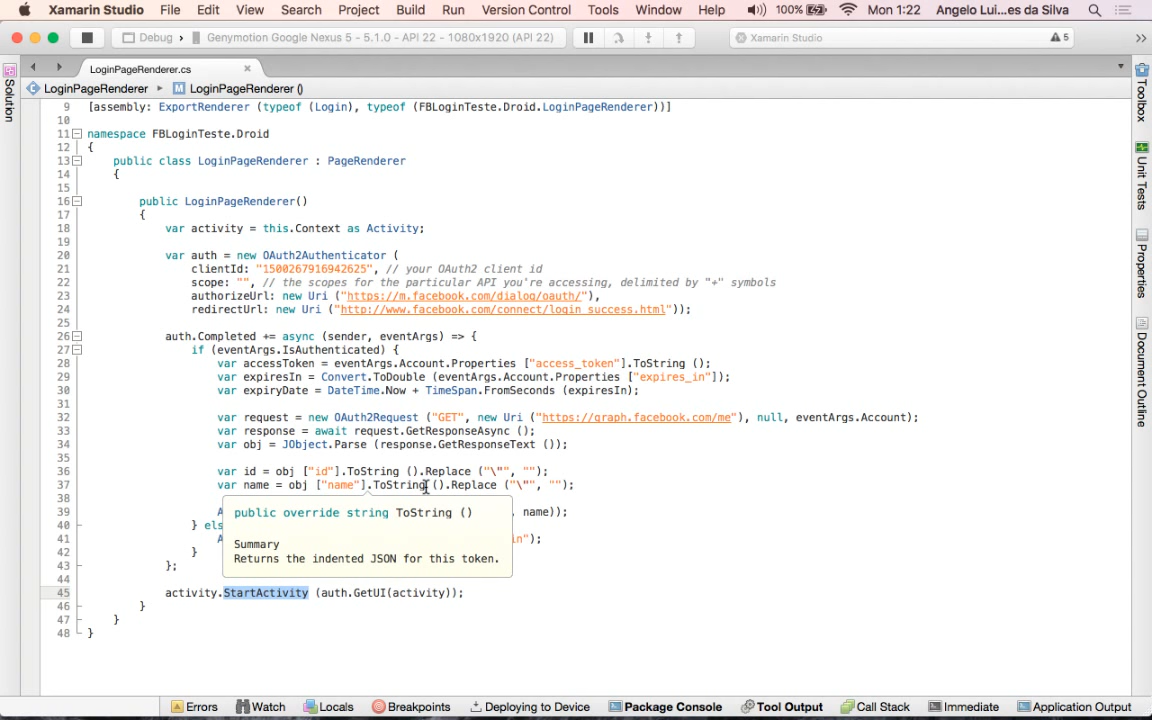 Xamarin Studio File Edit View Search Project Build Run Version Control Tools Window Help 100% Mon 1:22 Angelo Lui...es da Silva
Debug › Genymotion Google Nexus 5 - 5.1.0 - API 22 - 1080x1920 (API 22) Xamarin Studio 5
LoginPageRenderer.cs
LoginPageRenderer ▸ M LoginPageRenderer ()
Solution
Toolbox
Unit Tests
Properties
Document Outline
9 [assembly: ExportRenderer (typeof (Login), typeof (FBLoginTeste.Droid.LoginPageRenderer))]
10
11 namespace FBLoginTeste.Droid
12 {
13 public class LoginPageRenderer : PageRenderer
14 {
15
16 public LoginPageRenderer()
17 {
18 var activity = this.Context as Activity;
19
20 var auth = new OAuth2Authenticator (
21 clientId: "1500267916942625", // your OAuth2 client id
22 scope: "", // the scopes for the particular API you're accessing, delimited by "+" symbols
23 authorizeUrl: new Uri ("https://m.facebook.com/dialog/oauth/"),
24 redirectUrl: new Uri ("http://www.facebook.com/connect/login_success.html"));
25
26 auth.Completed += async (sender, eventArgs) => {
27 if (eventArgs.IsAuthenticated) {
28 var accessToken = eventArgs.Account.Properties ["access_token"].ToString ();
29 var expiresIn = Convert.ToDouble (eventArgs.Account.Properties ["expires_in"]);
30 var expiryDate = DateTime.Now + TimeSpan.FromSeconds (expiresIn);
31
32 var request = new OAuth2Request ("GET", new Uri ("https://graph.facebook.com/me"), null, eventArgs.Account);
33 var response = await request.GetResponseAsync ();
34 var obj = JObject.Parse (response.GetResponseText ());
35
36 var id = obj ["id"].ToString ().Replace ("\"", "");
37 var name = obj ["name"].ToString ().Replace ("\"", "");
38
39 A , name));
40 } els
41 A in");
42 }
43 };
44
45 activity.StartActivity (auth.GetUI(activity));
46 }
47 }
48 }
public override string ToString ()
Summary
Returns the indented JSON for this token.
Errors Watch Locals Breakpoints Deploying to Device Package Console Tool Output Call Stack Immediate Application Output